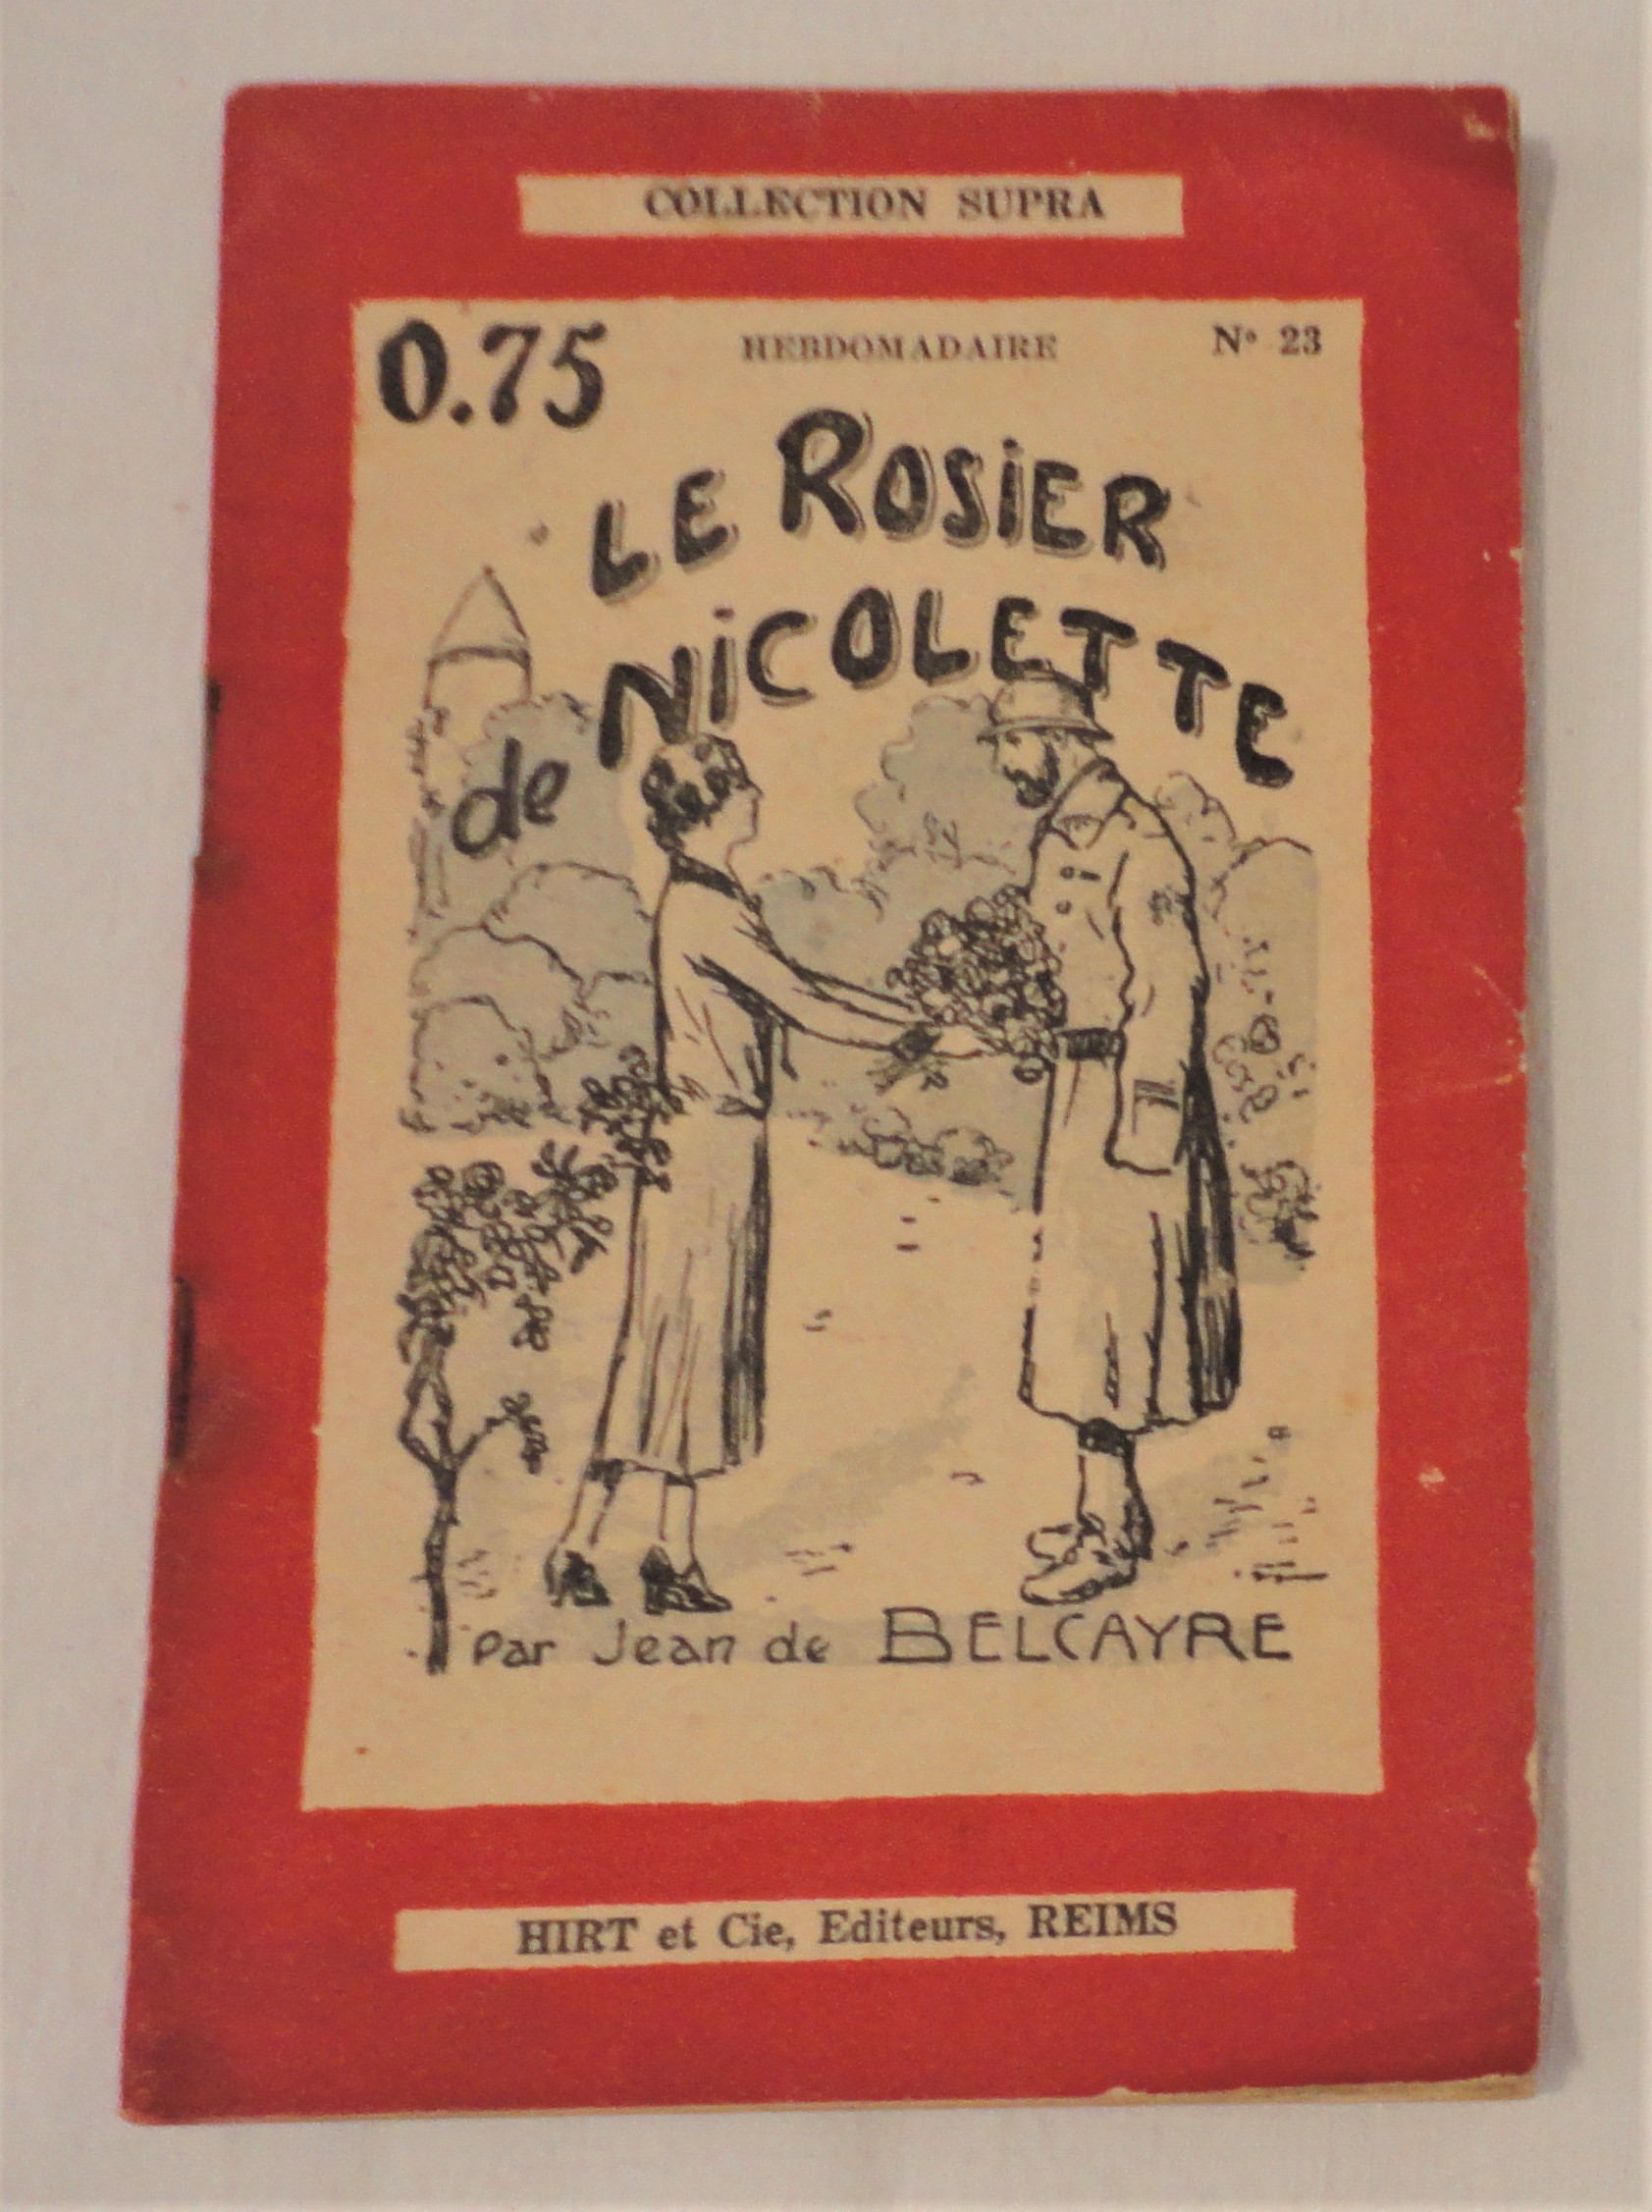 COLLECTION SUPRA
0.75 HEBDOMADAIRE N° 23
LE ROSIER
de NiCOLETTE
Par Jean de BELCAYRE
HIRT et Cie, Editeurs, REIMS